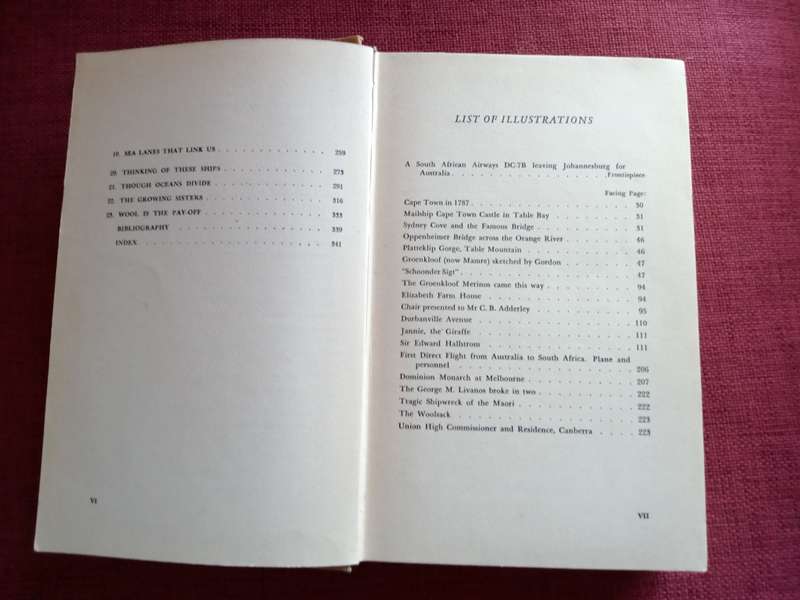 19. SEA LANES THAT LINK US . . . . . . . . . . . 259
20. THINKING OF THESE SHIPS . . . . . . . . . . . 273
21. THOUGH OCEANS DIVIDE . . . . . . . . . . . 291
22. THE GROWING SISTERS . . . . . . . . . . . 316
23. WOOL IS THE PAY-OFF . . . . . . . . . . . 333
BIBLIOGRAPHY . . . . . . . . . . . 339
INDEX . . . . . . . . . . . 341
VI
LIST OF ILLUSTRATIONS
A South African Airways DC-7B leaving Johannesburg for
Australia . . . . . . . . . . . Frontispiece
Facing Page:
Cape Town in 1787 . . . . . . . . . . . 30
Mailship Cape Town Castle in Table Bay . . . . . . . 31
Sydney Cove and the Famous Bridge . . . . . . . . 31
Oppenheimer Bridge across the Orange River . . . . . . 46
Platteklip Gorge, Table Mountain . . . . . . . . 46
Groenkloof (now Mamre) sketched by Gordon . . . . . . 47
"Schoonder Sigt" . . . . . . . . . . . 47
The Groenkloof Merinos came this way . . . . . . . 94
Elizabeth Farm House . . . . . . . . . . . 94
Chair presented to Mr C. B. Adderley . . . . . . . 95
Durbanville Avenue . . . . . . . . . . . 110
Jannie, the Giraffe . . . . . . . . . . . 111
Sir Edward Hallstrom . . . . . . . . . . . 111
First Direct Flight from Australia to South Africa. Plane and
personnel . . . . . . . . . . . 206
Dominion Monarch at Melbourne . . . . . . . . 207
The George M. Livanos broke in two . . . . . . . . 222
Tragic Shipwreck of the Maori . . . . . . . . 222
The Woolsack . . . . . . . . . . . 223
Union High Commissioner and Residence, Canberra . . . . 223
VII